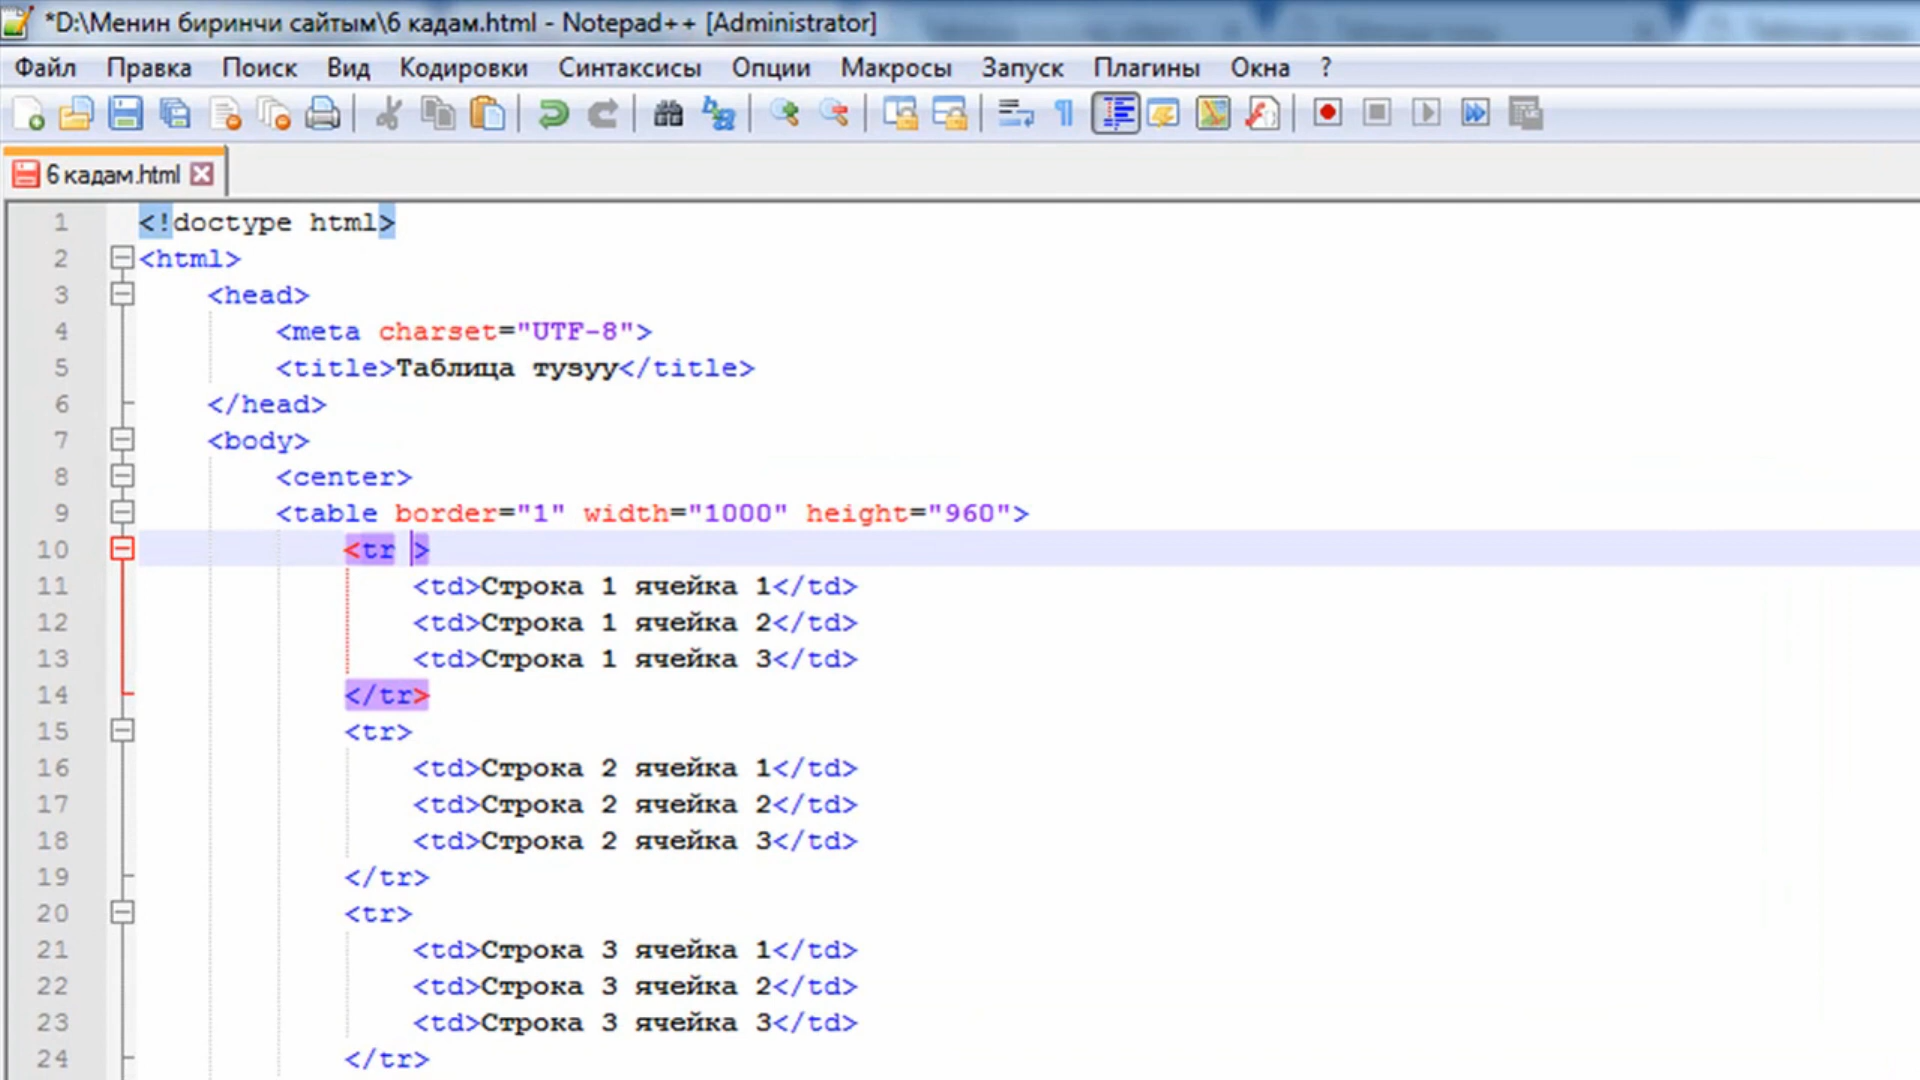 *D:\Менин биринчи сайтым\6 кадам.html - Notepad++ [Administrator]
Файл Правка Поиск Вид Кодировки Синтаксисы Опции Макросы Запуск Плагины Окна ?
6 кадам.html
1 <!doctype html>
2 <html>
3 <head>
4 <meta charset="UTF-8">
5 <title>Таблица тузуу</title>
6 </head>
7 <body>
8 <center>
9 <table border="1" width="1000" height="960">
10 <tr >
11 <td>Строка 1 ячейка 1</td>
12 <td>Строка 1 ячейка 2</td>
13 <td>Строка 1 ячейка 3</td>
14 </tr>
15 <tr>
16 <td>Строка 2 ячейка 1</td>
17 <td>Строка 2 ячейка 2</td>
18 <td>Строка 2 ячейка 3</td>
19 </tr>
20 <tr>
21 <td>Строка 3 ячейка 1</td>
22 <td>Строка 3 ячейка 2</td>
23 <td>Строка 3 ячейка 3</td>
24 </tr>